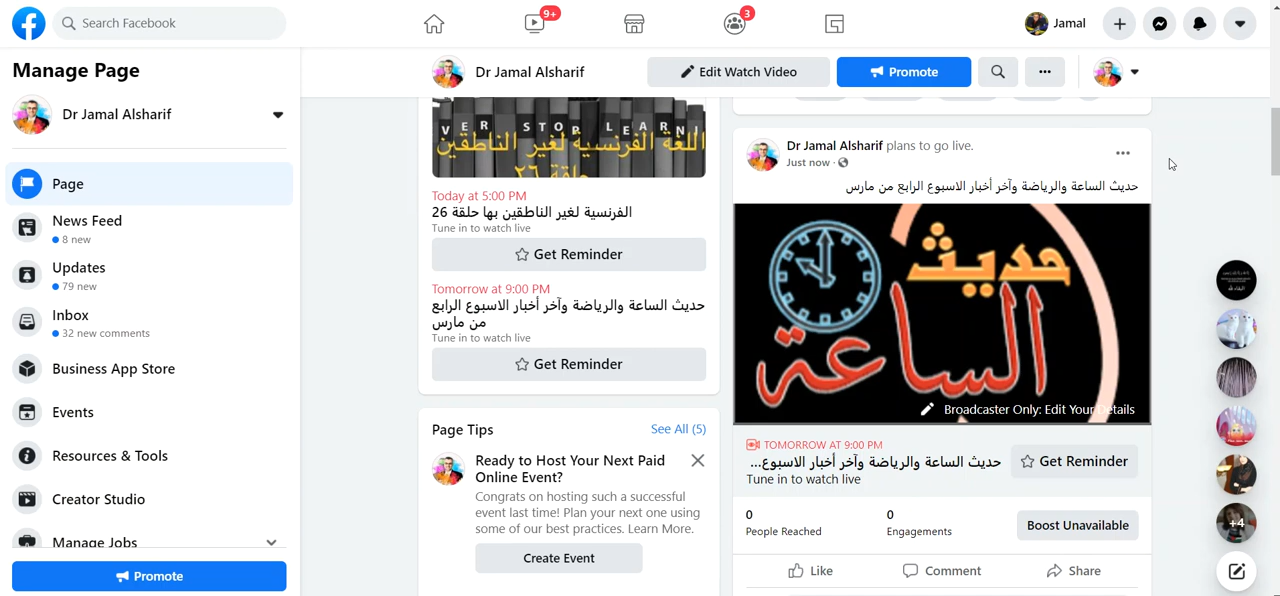 Search Facebook
9+
3
Jamal
Manage Page
Dr Jamal Alsharif
Page
News Feed
8 new
Updates
79 new
Inbox
32 new comments
Business App Store
Events
Resources & Tools
Creator Studio
Manage Jobs
Promote
Dr Jamal Alsharif
Edit Watch Video
Promote
VER STOP LEARNI
اللغة الفرنسية لغير الناطقين
حلقة ٢٦
Today at 5:00 PM
الفرنسية لغير الناطقين بها حلقة 26
Tune in to watch live
Get Reminder
Tomorrow at 9:00 PM
حديث الساعة والرياضة وآخر أخبار الاسبوع الرابع
من مارس
Tune in to watch live
Get Reminder
Page Tips
See All (5)
Ready to Host Your Next Paid
Online Event?
Congrats on hosting such a successful
event last time! Plan your next one using
some of our best practices. Learn More.
Create Event
Dr Jamal Alsharif plans to go live.
Just now ·
حديث الساعة والرياضة وآخر أخبار الاسبوع الرابع من مارس
حديث
الساعة
Broadcaster Only: Edit Your Details
TOMORROW AT 9:00 PM
حديث الساعة والرياضة وآخر أخبار الاسبوع...
Tune in to watch live
Get Reminder
0
People Reached
0
Engagements
Boost Unavailable
Like
Comment
Share
+4